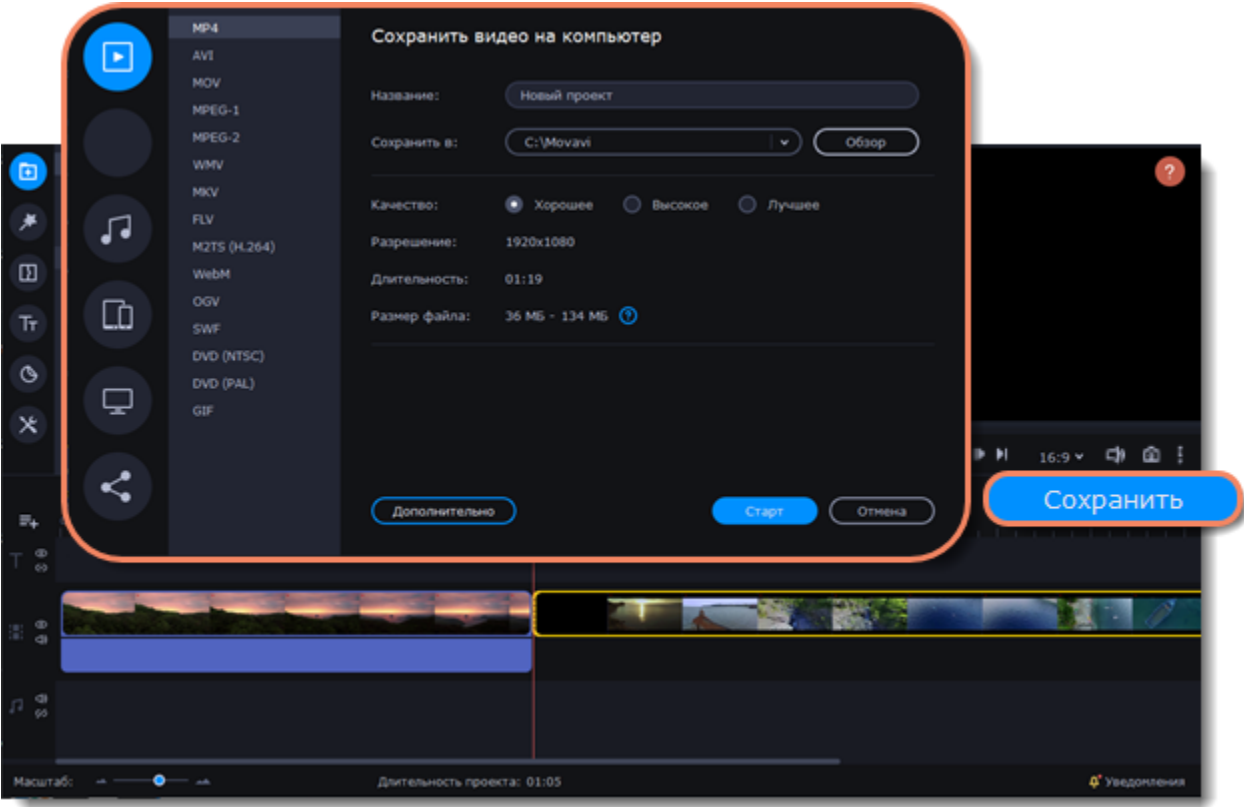 MP4
AVI
MOV
MPEG-1
MPEG-2
WMV
MKV
FLV
M2TS (H.264)
WebM
OGV
SWF
DVD (NTSC)
DVD (PAL)
GIF
Сохранить видео на компьютер
Название: Новый проект
Сохранить в: C:\Movavi Обзор
Качество: Хорошее Высокое Лучшее
Разрешение: 1920x1080
Длительность: 01:19
Размер файла: 36 МБ - 134 МБ ?
Дополнительно Старт Отмена
?
Tт
16:9
Сохранить
T
Масштаб: Длительность проекта: 01:05 Уведомления